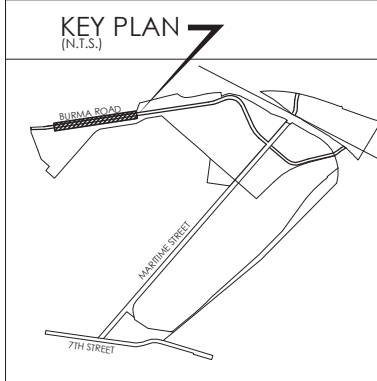 KEY PLAN
(N.T.S.)
BURMA ROAD
MARITIME STREET
7TH STREET